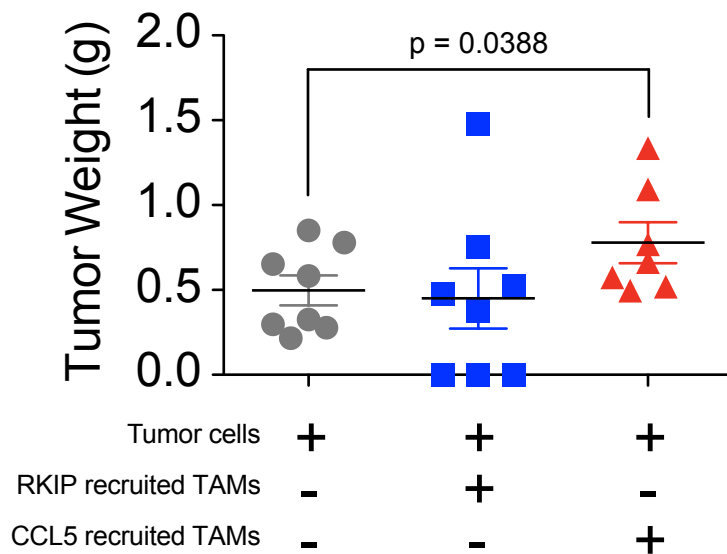 p = 0.0388
Tumor Weight (g)
2.0
1.5
1.0
0.5
0.0
Tumor cells + + +
RKIP recruited TAMs - + -
CCL5 recruited TAMs - - +